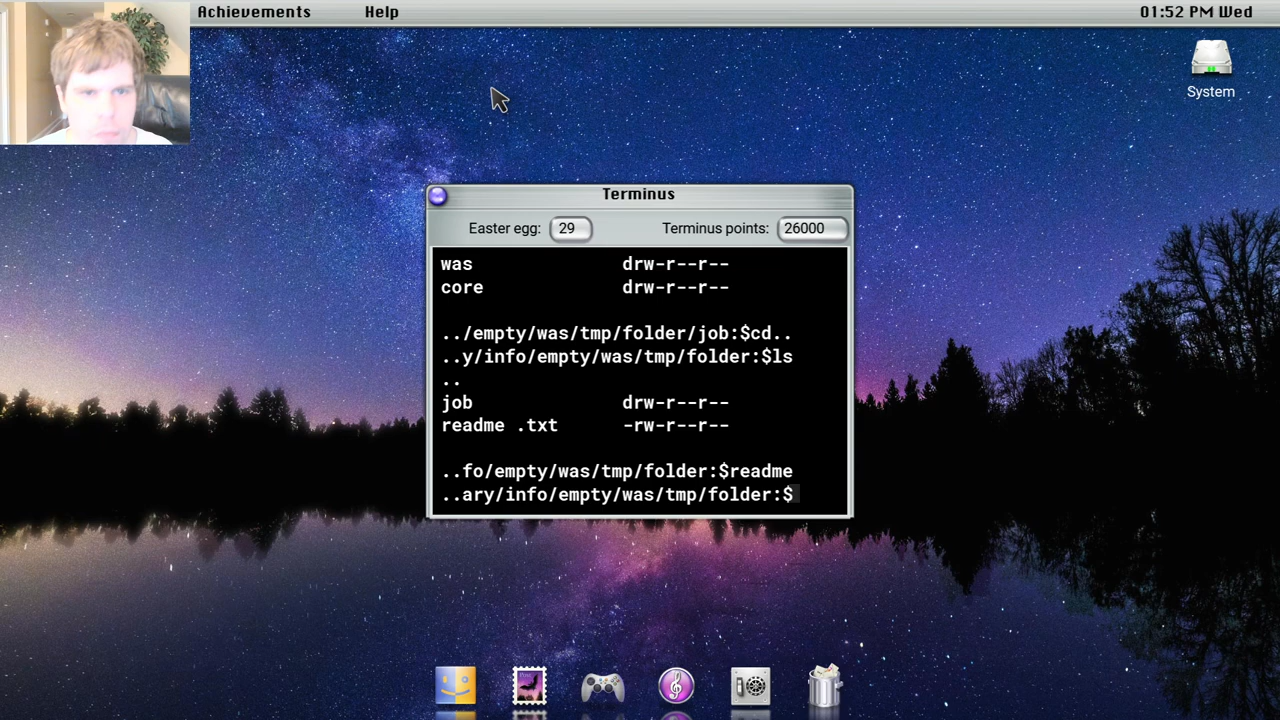 Achievements Help 01:52 PM Wed
System
Terminus
Easter egg: 29 Terminus points: 26000
was drw-r--r--
core drw-r--r--
../empty/was/tmp/folder/job:$cd..
..y/info/empty/was/tmp/folder:$ls
..
job drw-r--r--
readme .txt -rw-r--r--
..fo/empty/was/tmp/folder:$readme
..ary/info/empty/was/tmp/folder:$